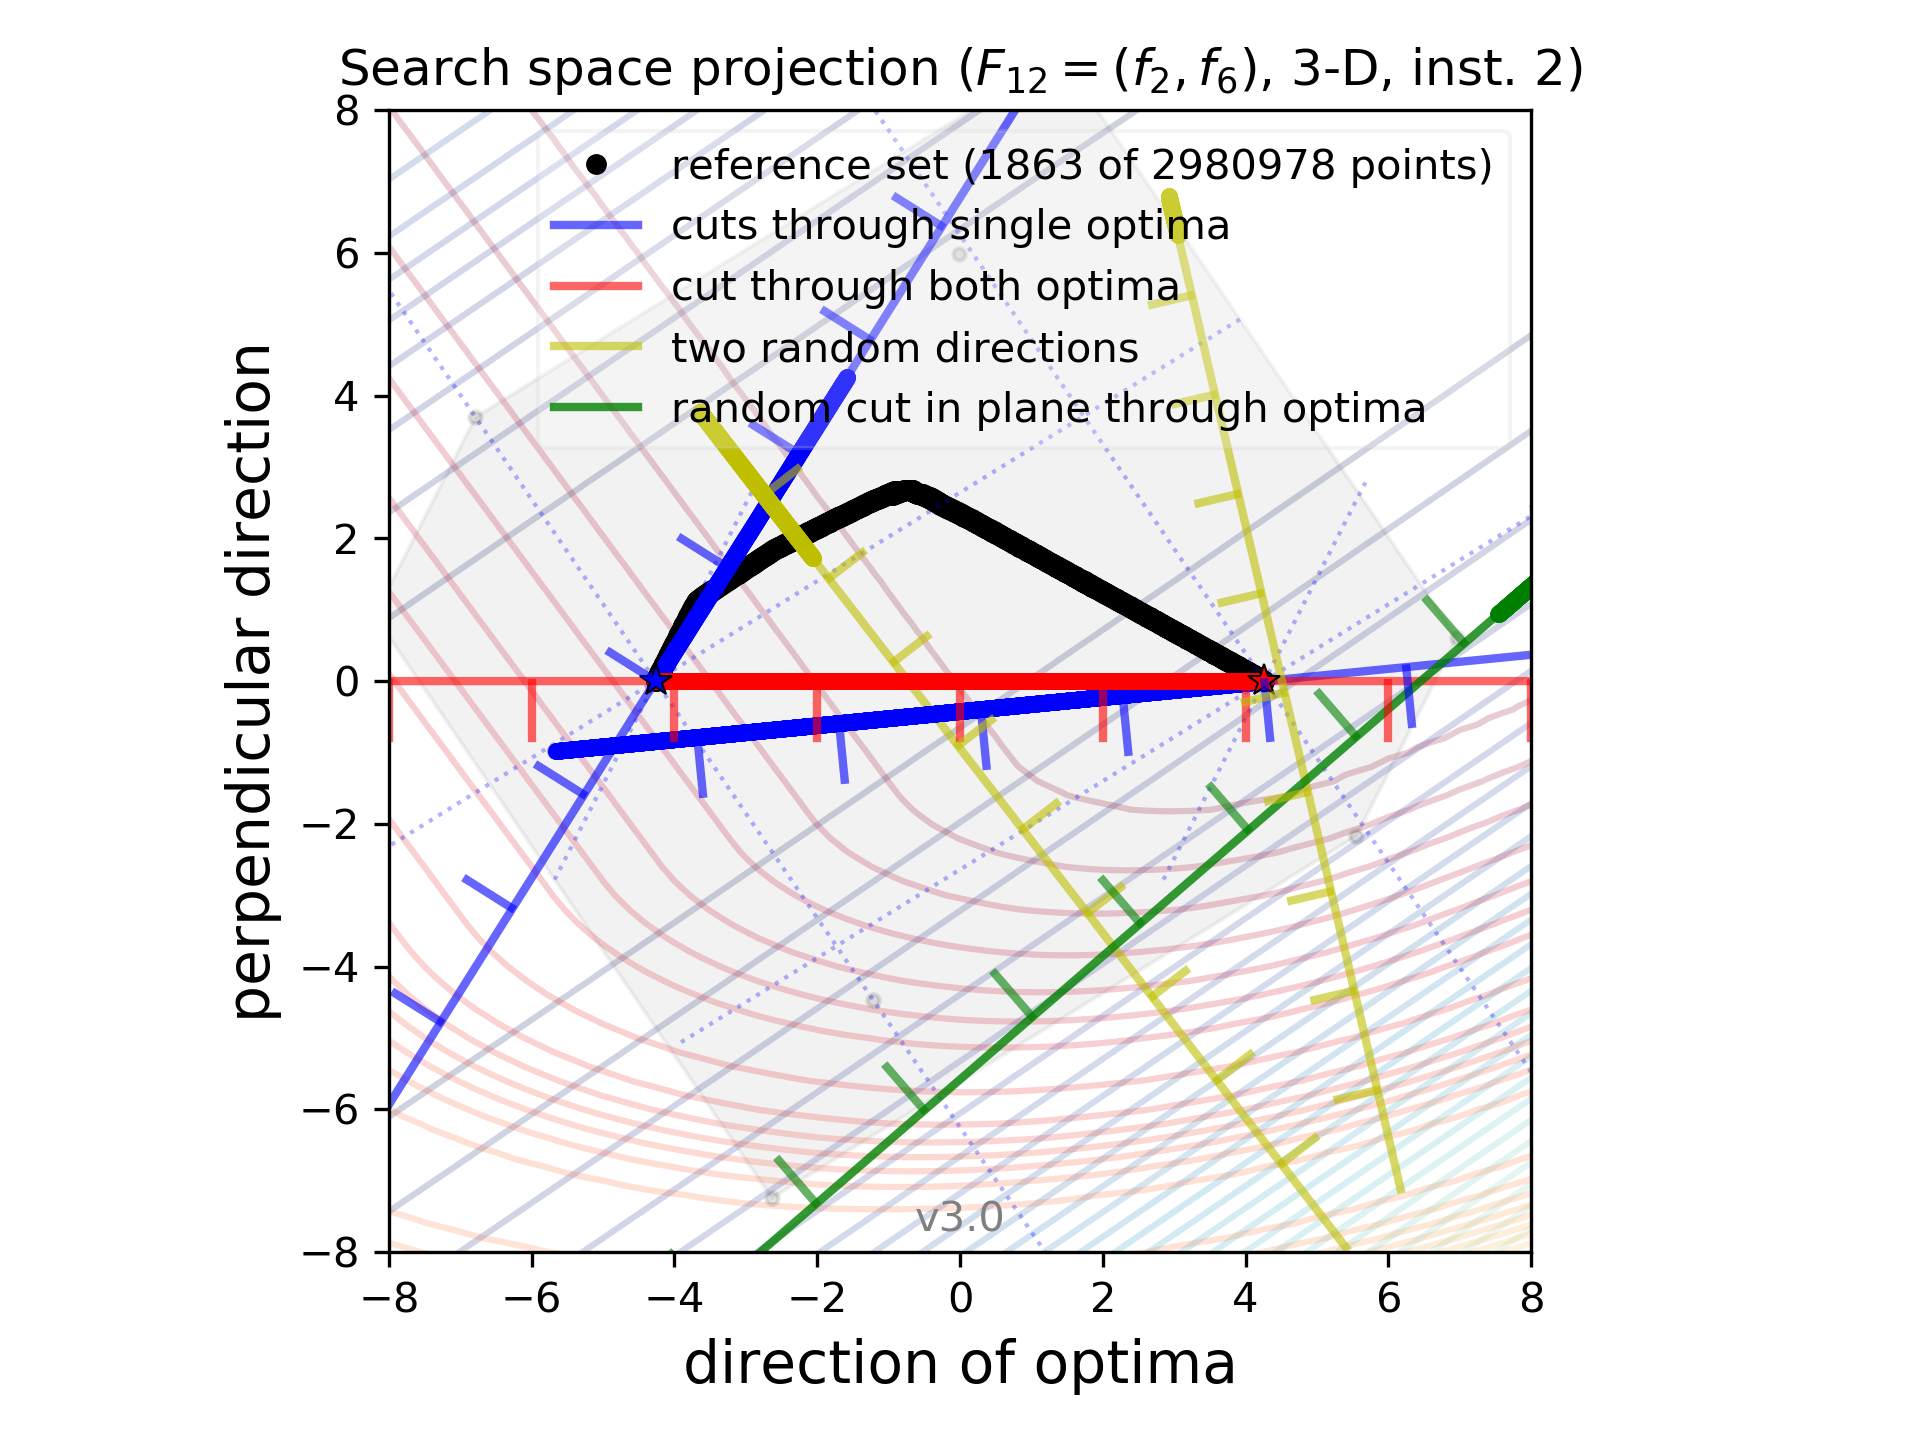 Search space projection (F₁₂ = (f₂, f₆), 3-D, inst. 2)
8
6
4
2
0
−2
−4
−6
−8
perpendicular direction
reference set (1863 of 2980978 points)
cuts through single optima
cut through both optima
two random directions
random cut in plane through optima
v3.0
−8 −6 −4 −2 0 2 4 6 8
direction of optima